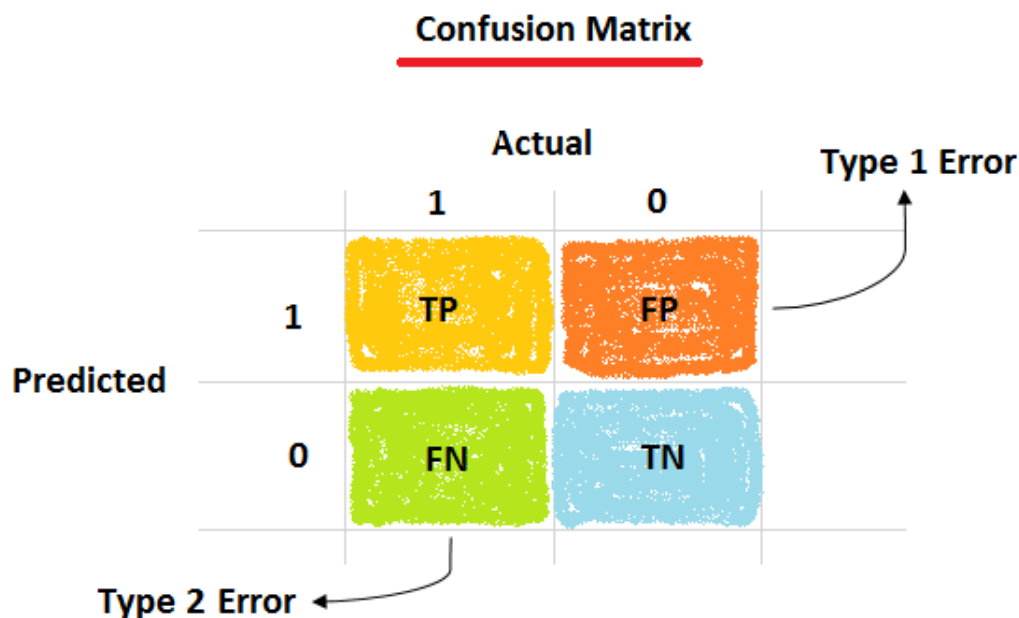 Confusion Matrix
Actual
Type 1 Error
1 0
1 TP FP
Predicted
0 FN TN
Type 2 Error